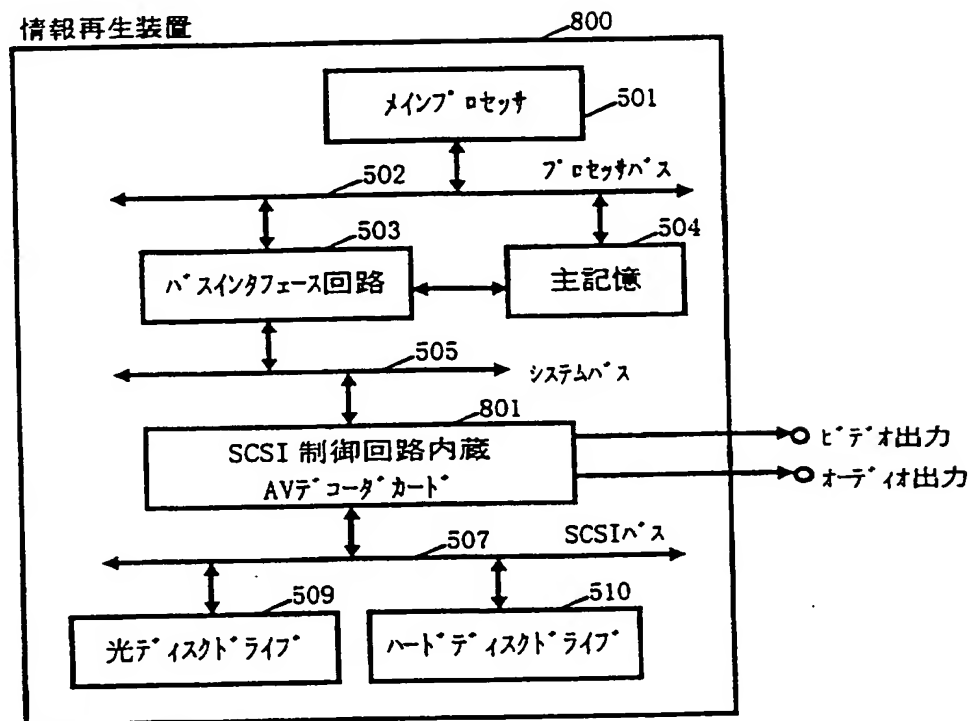 情報再生装置
800
メインプロセッサ
501
502
プロセッサバス
503
504
バスインタフェース回路
主記憶
505
システムバス
801
SCSI 制御回路内蔵
AVデコーダカード
ビデオ出力
オーディオ出力
507
SCSIバス
509
510
光ディスクドライブ
ハードディスクドライブ